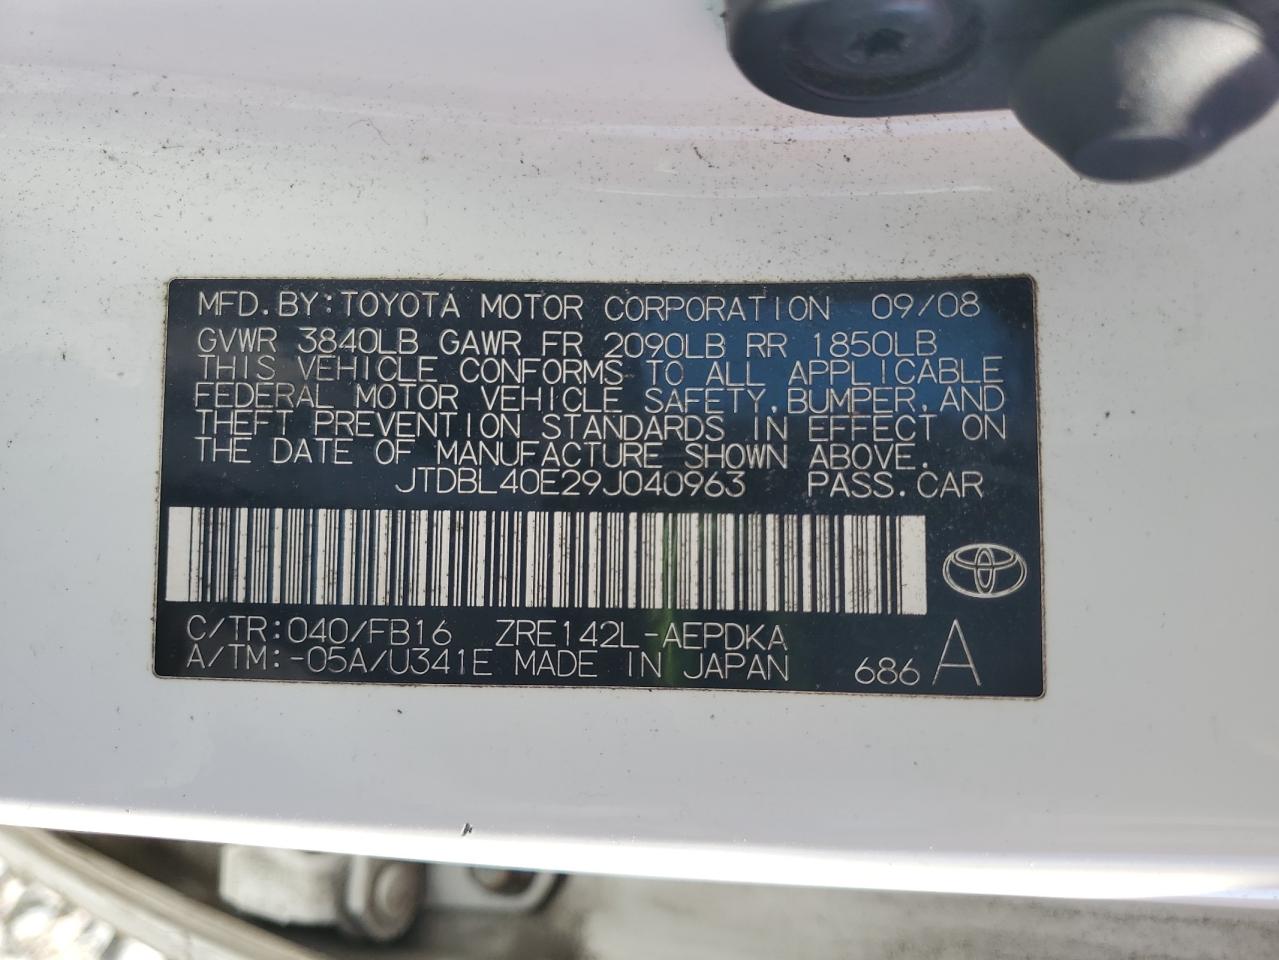 MFD.BY:TOYOTA MOTOR CORPORATION 09/08
GVWR 3840LB GAWR FR 2090LB RR 1850LB
THIS VEHICLE CONFORMS TO ALL APPLICABLE
FEDERAL MOTOR VEHICLE SAFETY,BUMPER,AND
THEFT PREVENTION STANDARDS IN EFFECT ON
THE DATE OF MANUFACTURE SHOWN ABOVE.
JTDBL40E29J040963 PASS.CAR
C/TR:040/FB16 ZRE142L-AEPDKA
A/TM:-05A/U341E MADE IN JAPAN 686 A